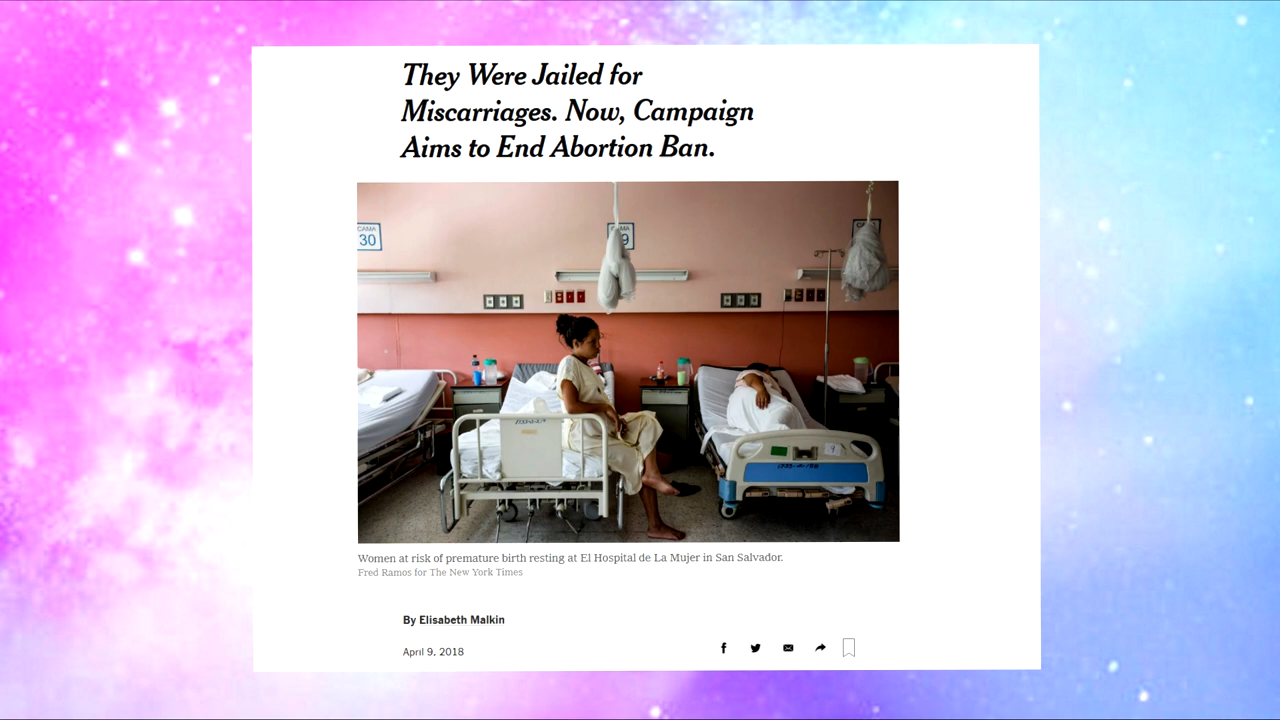 They Were Jailed for
Miscarriages. Now, Campaign
Aims to End Abortion Ban.
CAMA
30
CAMA
9
Women at risk of premature birth resting at El Hospital de La Mujer in San Salvador.
Fred Ramos for The New York Times
By Elisabeth Malkin
April 9, 2018